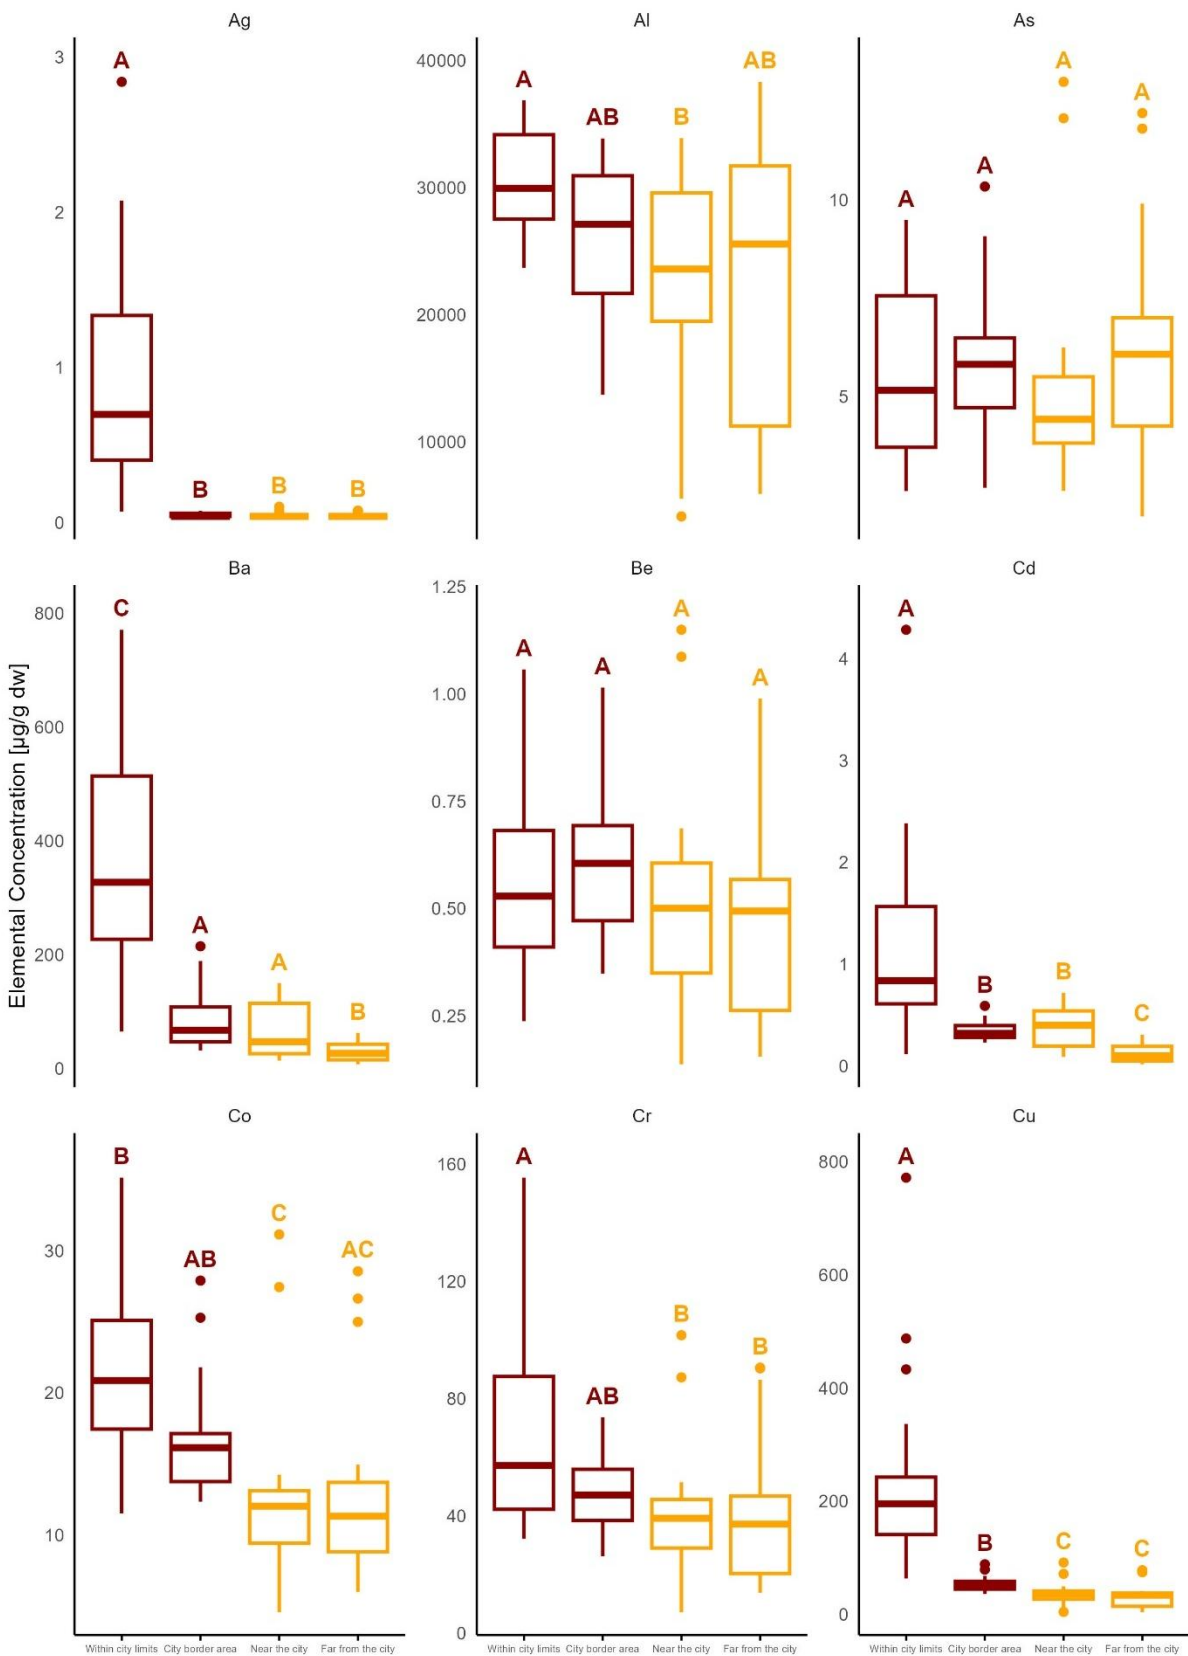 Ag
Al
As
3
2
1
0
A
B
B
B
40000
30000
20000
10000
A
AB
B
AB
10
5
A
A
A
A
Elemental Concentration [µg/g dw]
Ba
Be
Cd
800
600
400
200
0
C
A
A
B
1.25
1.00
0.75
0.50
0.25
A
A
A
A
4
3
2
1
0
A
B
B
C
Co
Cr
Cu
30
20
10
B
AB
C
AC
160
120
80
40
0
A
AB
B
B
800
600
400
200
0
A
B
C
C
Within city limits City border area Near the city Far from the city
Within city limits City border area Near the city Far from the city
Within city limits City border area Near the city Far from the city